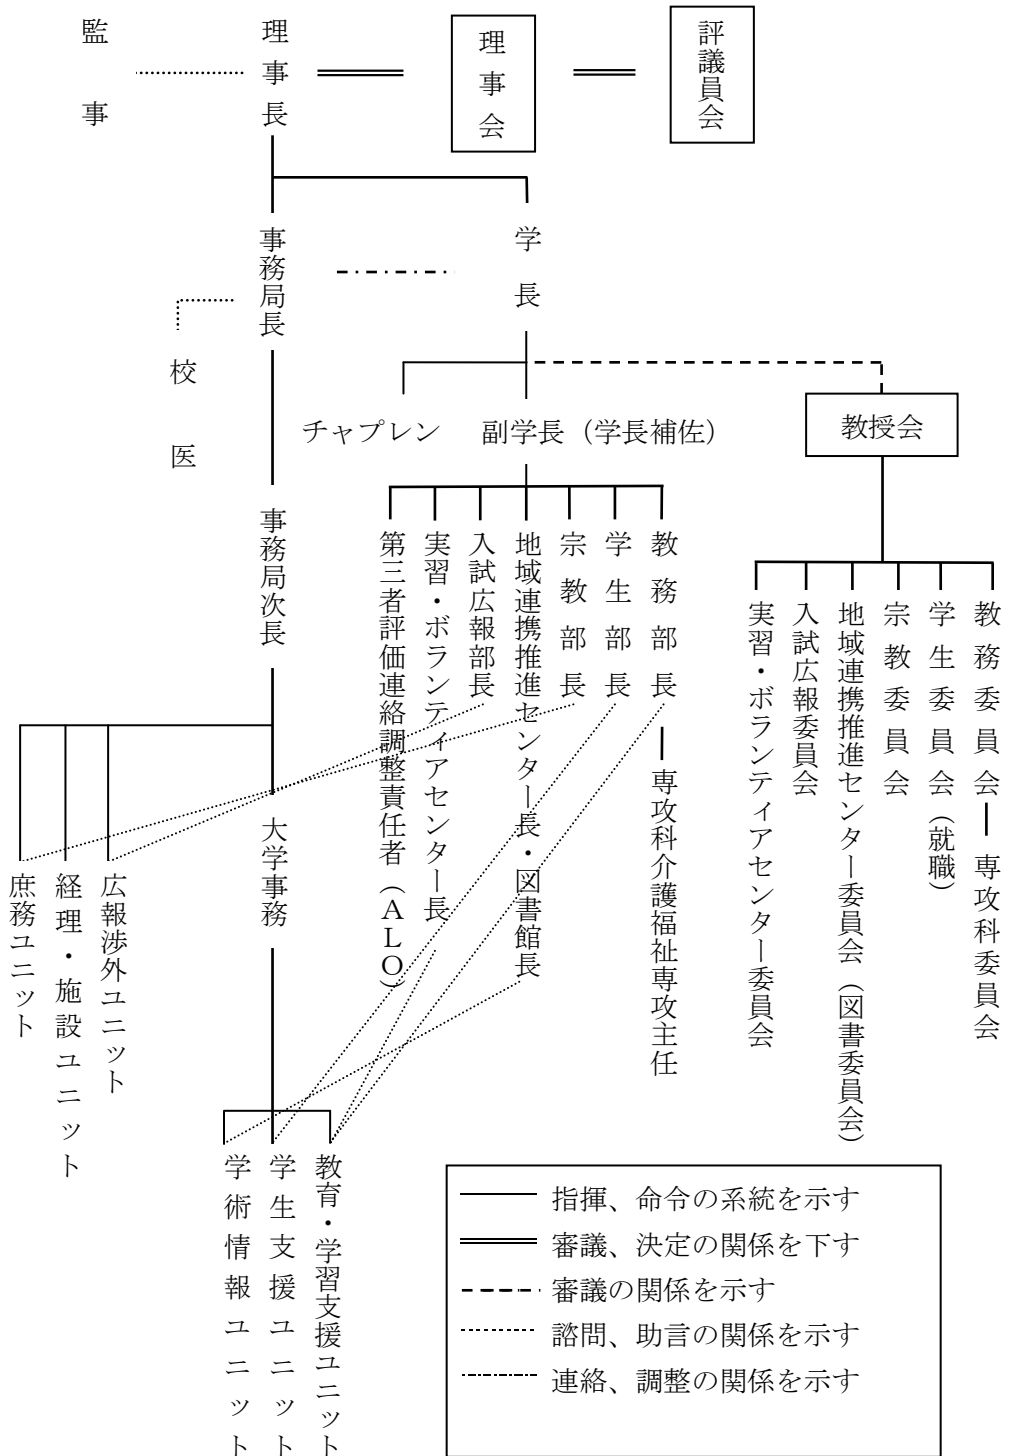 監事
理事長
理事会
評議員会
事務局長
学長
校医
チャプレン
副学長（学長補佐）
教授会
事務局次長
第三者評価連絡調整責任者（ALO）
実習・ボランティアセンター長
入試広報部長
地域連携推進センター長・図書館長
宗教部長
学生部長
教務部長
専攻科介護福祉専攻主任
実習・ボランティアセンター委員会
入試広報委員会
地域連携推進センター委員会（図書委員会）
宗教委員会
学生委員会（就職）
教務委員会
専攻科委員会
大学事務
庶務ユニット
経理・施設ユニット
広報渉外ユニット
学術情報ユニット
学生支援ユニット
教育・学習支援ユニット
指揮、命令の系統を示す
審議、決定の関係を下す
審議の関係を示す
諮問、助言の関係を示す
連絡、調整の関係を示す